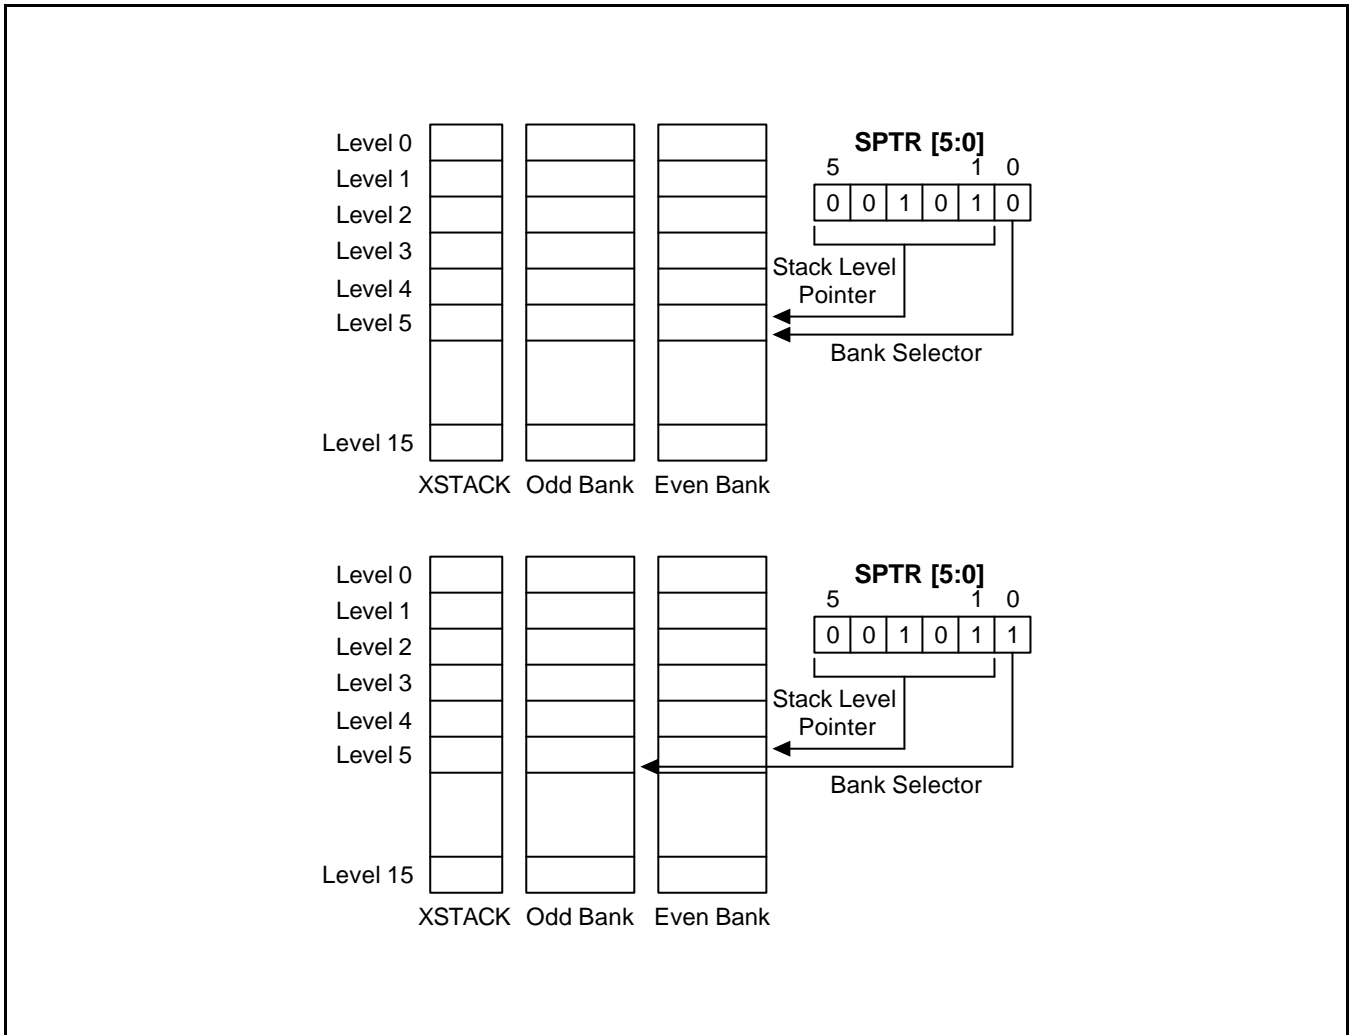 SPTR [5:0]
Level 0
5 1 0
Level 1
0 0 1 0 1 0
Level 2
Level 3
Stack Level
Pointer
Level 4
Level 5
Bank Selector
Level 15
XSTACK Odd Bank Even Bank
SPTR [5:0]
Level 0
5 1 0
Level 1
0 0 1 0 1 1
Level 2
Level 3
Stack Level
Pointer
Level 4
Level 5
Bank Selector
Level 15
XSTACK Odd Bank Even Bank